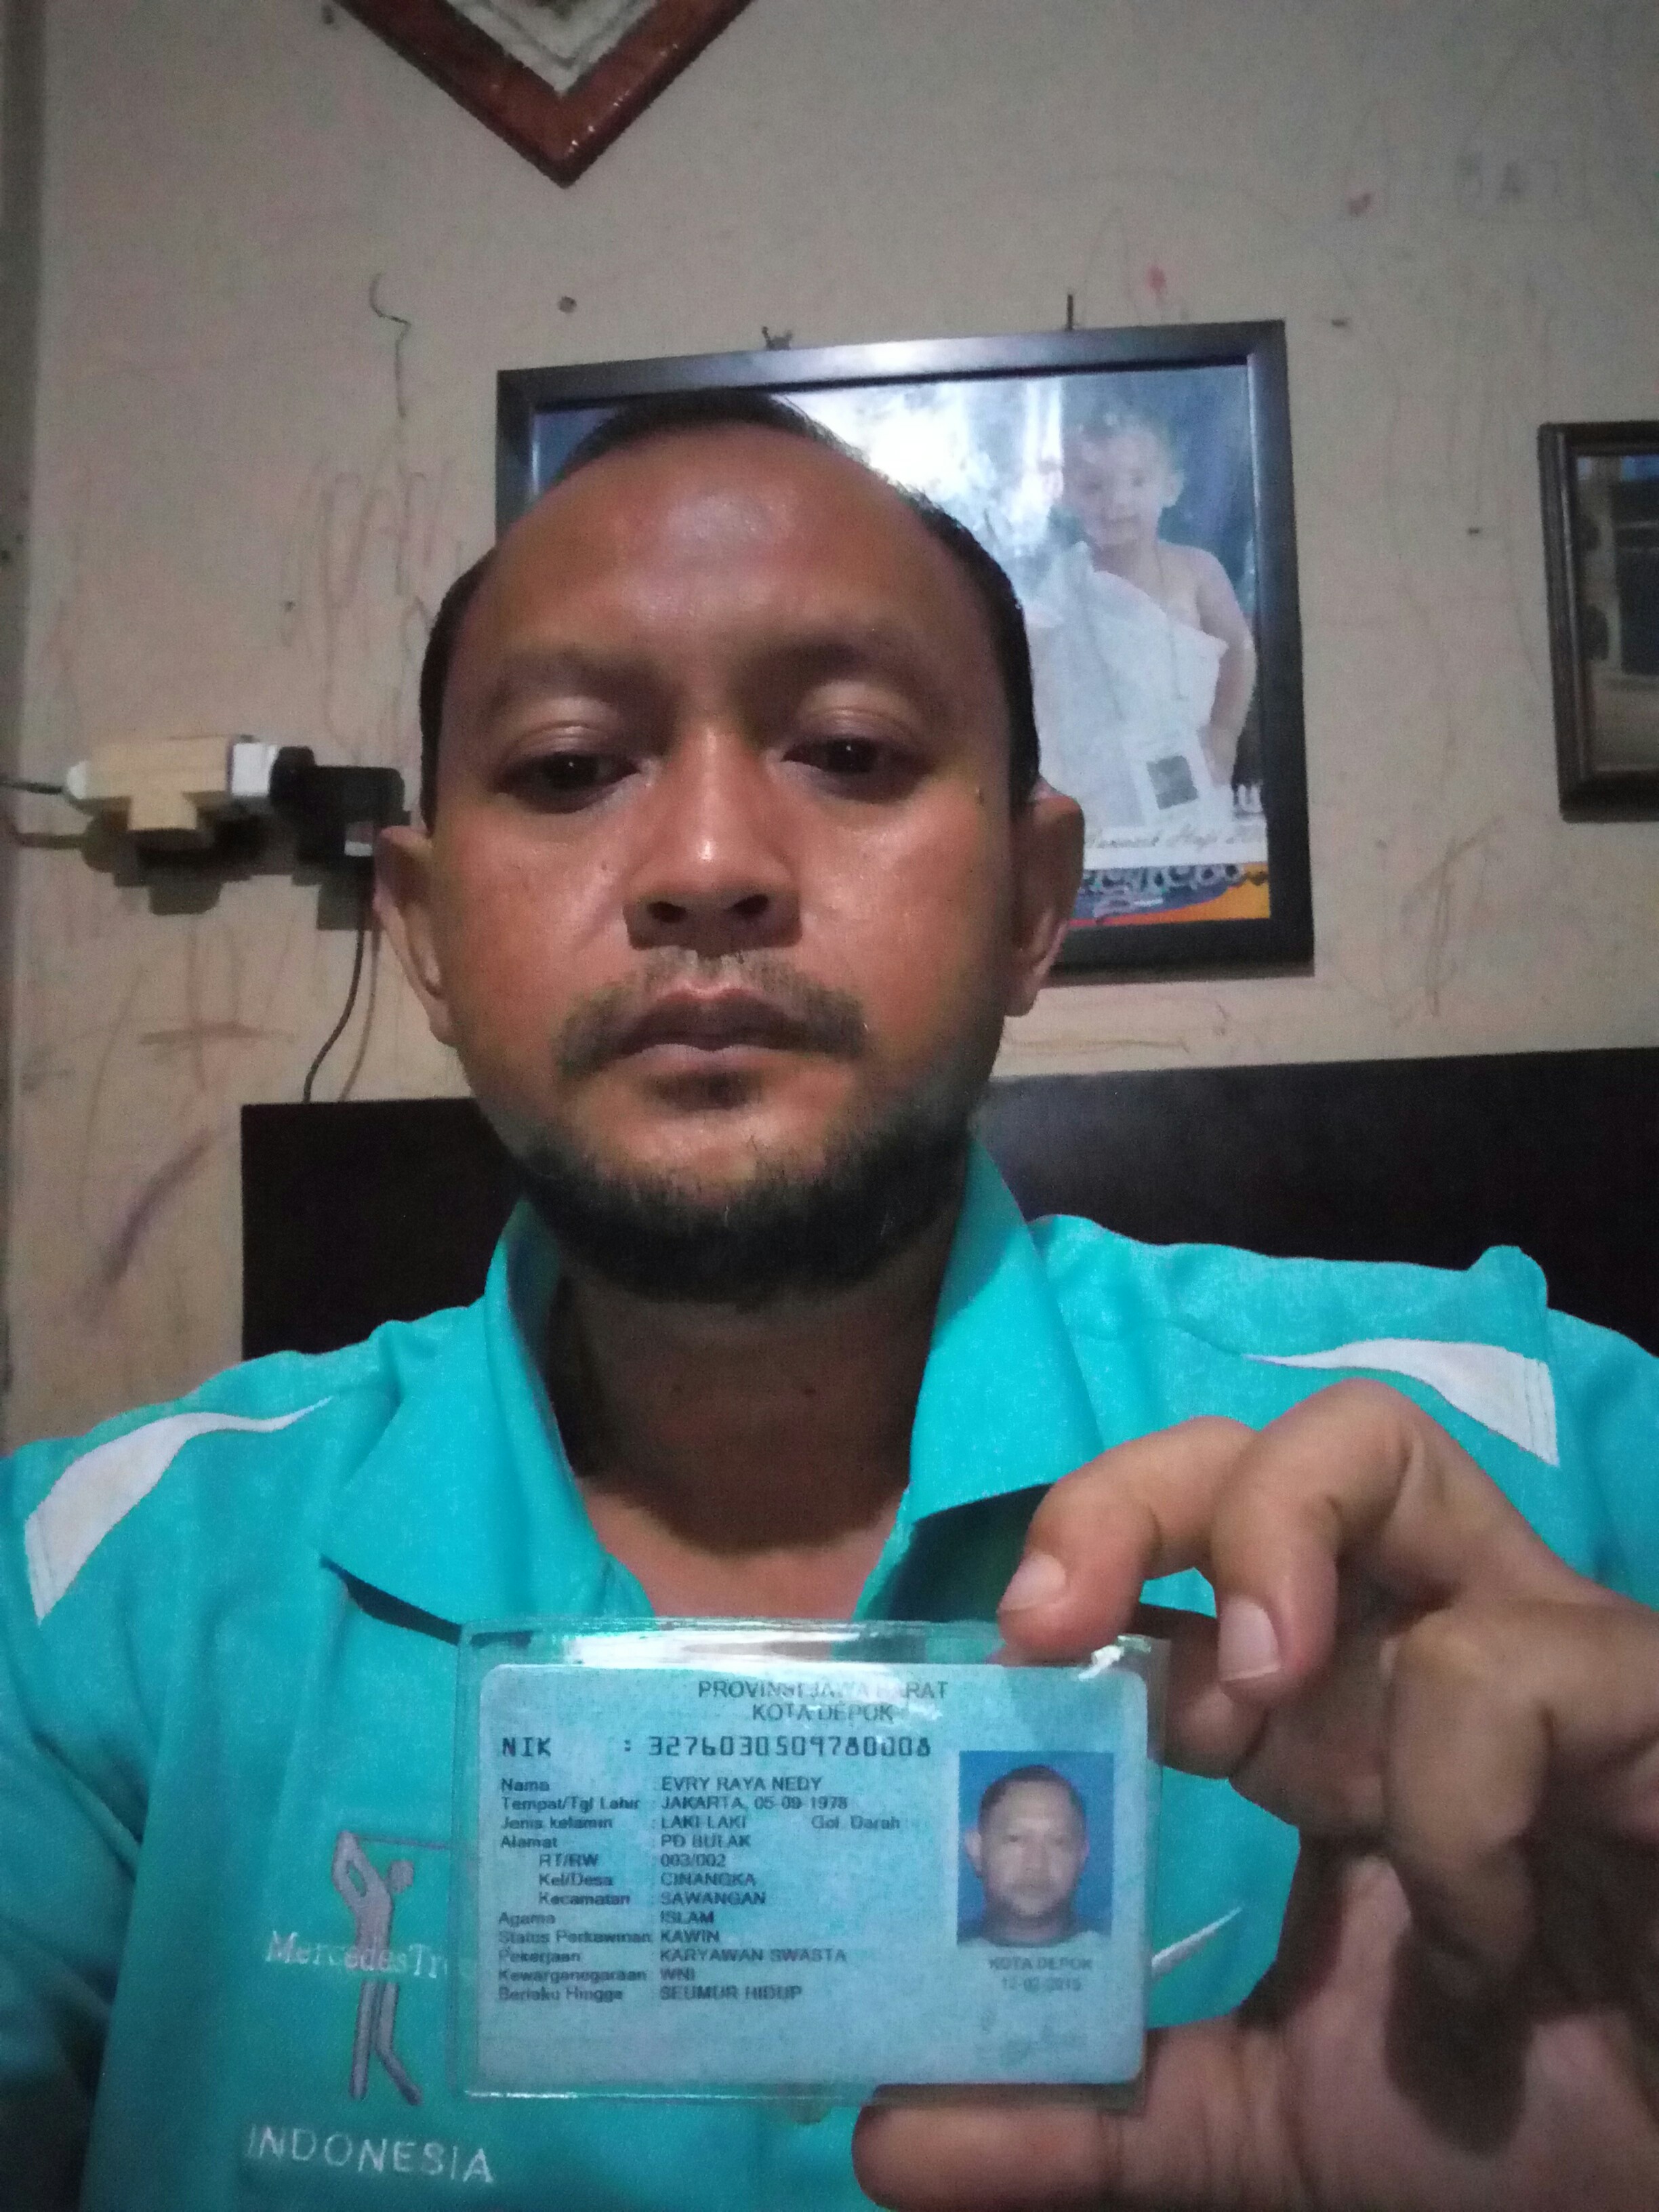 PROVINSI JAWA BARAT
KOTA DEPOK
NIK : 3276030509780008
Nama : EVRY RAYA NEDY
Tempat/Tgl Lahir : JAKARTA, 05-09-1978
Jenis kelamin : LAKI-LAKI Gol. Darah
Alamat : PD BULAK
RT/RW : 003/002
Kel/Desa : CINANGKA
Kecamatan : SAWANGAN
Agama : ISLAM
Status Perkawinan: KAWIN
Pekerjaan : KARYAWAN SWASTA
Kewarganegaraan: WNI
Berlaku Hingga : SEUMUR HIDUP
KOTA DEPOK
MercedesTro
INDONESIA